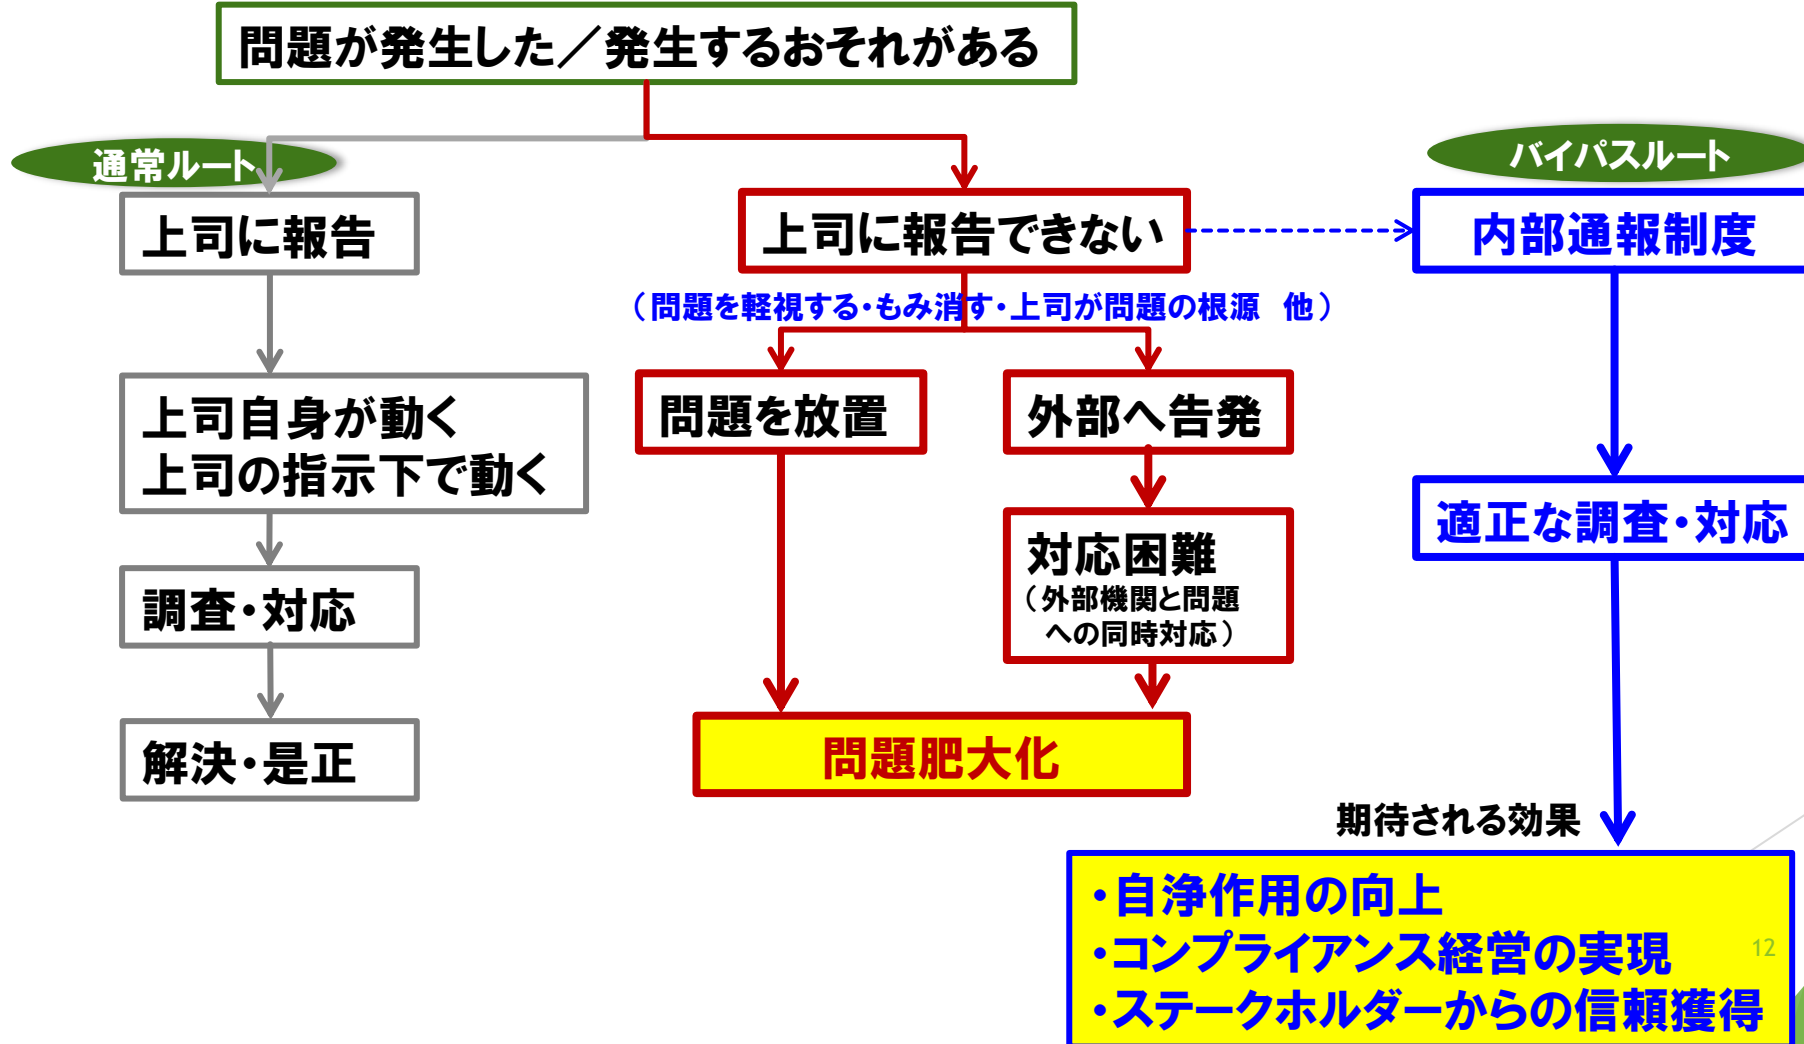 問題が発生した／発生するおそれがある
通常ルート
バイパスルート
上司に報告
上司に報告できない
内部通報制度
（問題を軽視する・もみ消す・上司が問題の根源　他）
上司自身が動く
上司の指示下で動く
問題を放置
外部へ告発
適正な調査・対応
対応困難
（外部機関と問題
への同時対応）
調査・対応
解決・是正
問題肥大化
期待される効果
・自浄作用の向上
・コンプライアンス経営の実現
・ステークホルダーからの信頼獲得
12